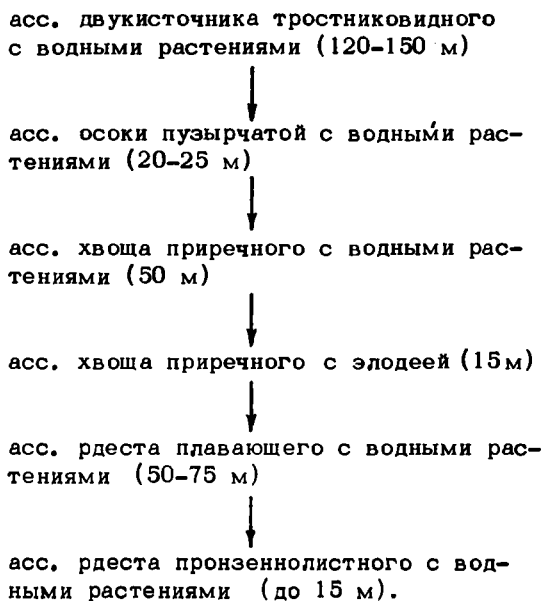 асс. двукисточника тростниковидного
с водными растениями (120–150 м)
асс. осоки пузырчатой с водными рас-
тениями (20–25 м)
асс. хвоща приречного с водными рас-
тениями (50 м)
асс. хвоща приречного с элодеей (15м)
асс. рдеста плавающего с водными рас-
тениями (50–75 м)
асс. рдеста пронзеннолистного с вод-
ными растениями (до 15 м).